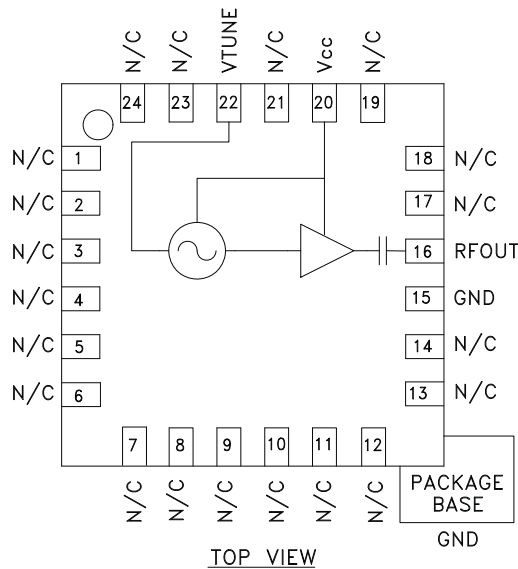 N/C N/C VTUNE N/C Vcc N/C
24 23 22 21 20 19
N/C 1 18 N/C
N/C 2 17 N/C
N/C 3 16 RFOUT
N/C 4 15 GND
N/C 5 14 N/C
N/C 6 13 N/C
7 8 9 10 11 12
N/C N/C N/C N/C N/C N/C
PACKAGE
BASE
GND
TOP VIEW